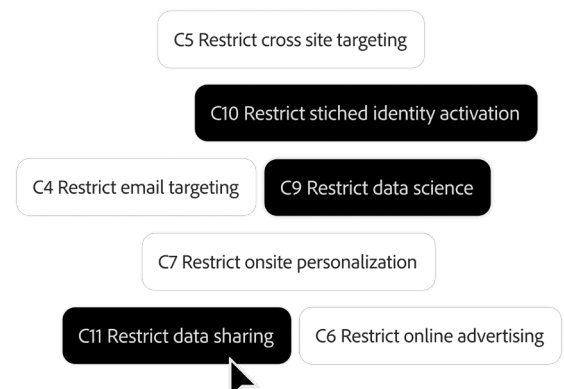 C5 Restrict cross site targeting
C10 Restrict stiched identity activation
C4 Restrict email targeting
C9 Restrict data science
C7 Restrict onsite personalization
C11 Restrict data sharing
C6 Restrict online advertising